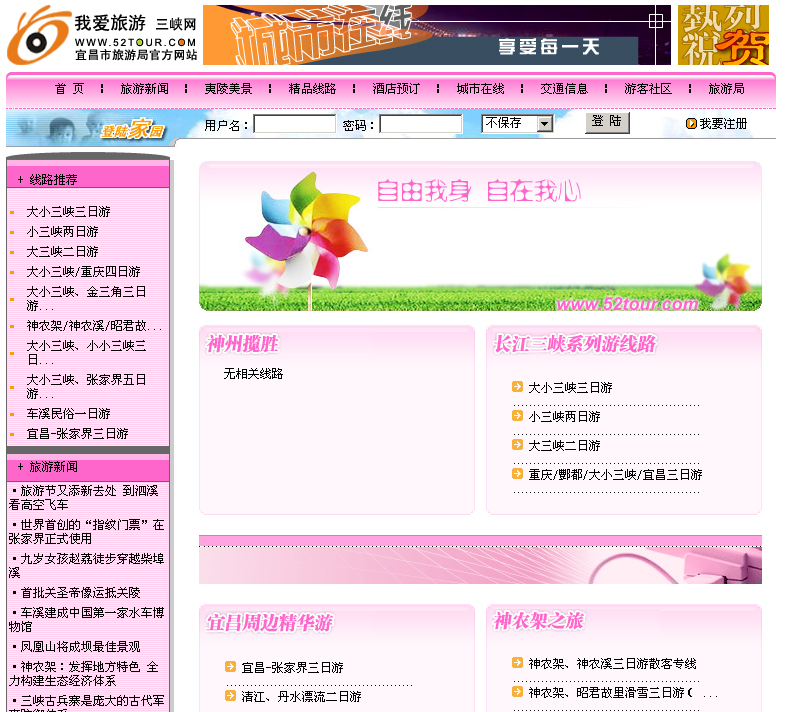 我爱旅游 三峡网
WWW.52TOUR.COM
宜昌市旅游局官方网站
城市在线
享受每一天
熱烈
祝贺
首 页 旅游新闻 夷陵美景 精品线路 酒店预订 城市在线 交通信息 游客社区 旅游局
登陆家园 用户名： 密码： 不保存 登 陆 我要注册
+ 线路推荐
大小三峡三日游
小三峡两日游
大三峡二日游
大小三峡/重庆四日游
大小三峡、金三角三日
游...
神农架/神农溪/昭君故...
大小三峡、小小三峡三
日...
大小三峡、张家界五日
游...
车溪民俗一日游
宜昌-张家界三日游
+ 旅游新闻
·旅游节又添新去处 到泗溪
看高空飞车
·世界首创的“指纹门票”在
张家界正式使用
·九岁女孩赵荔徒步穿越柴埠
溪
·首批关圣帝像运抵关陵
·车溪建成中国第一家水车博
物馆
·凤凰山将成坝最佳景观
·神农架：发挥地方特色 全
力构建生态经济体系
·三峡古兵寨是庞大的古代军
自由我身 自在我心
www.52tour.com
神州揽胜
无相关线路
长江三峡系列游线路
大小三峡三日游
小三峡两日游
大三峡二日游
重庆/酆都/大小三峡/宜昌三日游
宜昌周边精华游
宜昌-张家界三日游
清江、丹水漂流二日游
神农架之旅
神农架、神农溪三日游散客专线
神农架、昭君故里滑雪三日游( ...